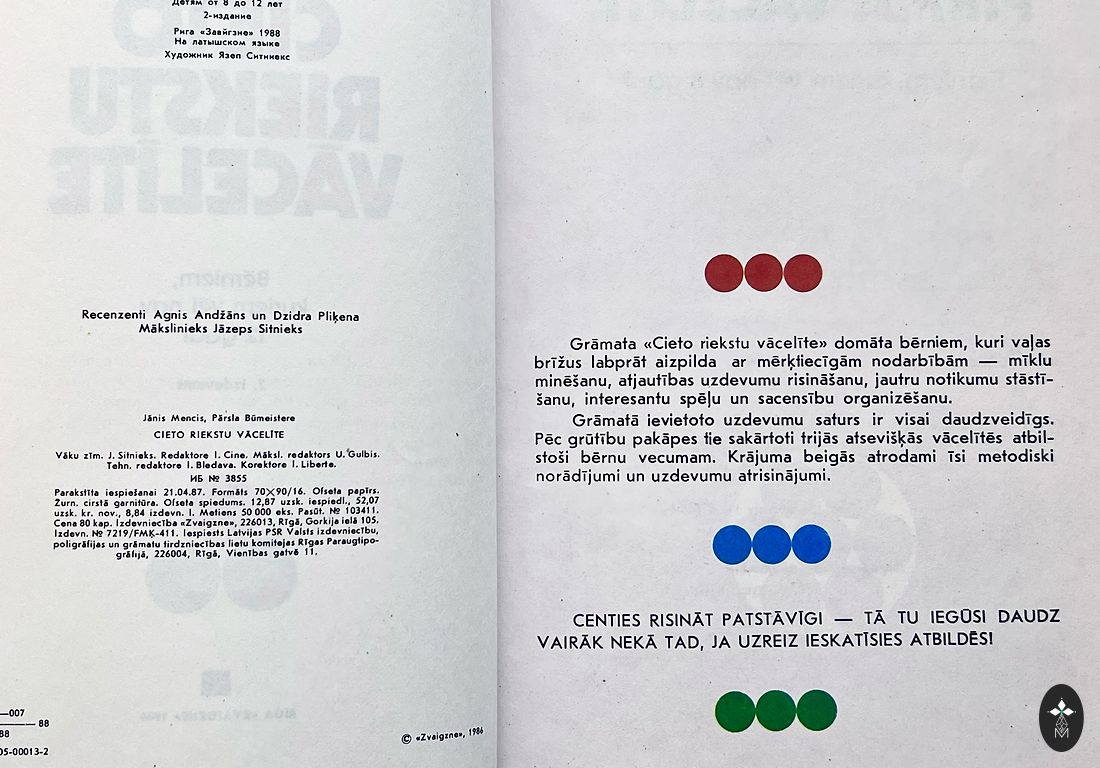 Детям от 8 до 12 лет
2-издание
Рига «Звайгзне» 1988
На латышском языке
Художник Язеп Ситниекс
Recenzenti Agnis Andžāns un Dzidra Pliķena
Mākslinieks Jāzeps Sitnieks
Jānis Mencis, Pārsla Būmeistere
CIETO RIEKSTU VĀCELĪTE
Vāku zīm. J. Sitnieks. Redaktore I. Cine. Māksl. redaktors U. Gulbis.
Tehn. redaktore I. Bledava. Korektore I. Liberte.
ИБ № 3855
Parakstīta iespiešanai 21.04.87. Formāts 70×90/16. Ofseta papīrs.
Žurn. cirstā garnitūra. Ofseta spiedums. 12,87 uzsk. iespiedl., 52,07
uzsk. kr. nov., 8,84 izdevn. l. Metiens 50 000 eks. Pasūt. № 103411.
Cena 80 kap. Izdevniecība «Zvaigzne», 226013, Rīgā, Gorkija ielā 105.
Izdevn. № 7219/FMĶ-411. Iespiests Latvijas PSR Valsts izdevniecību,
poligrāfijas un grāmatu tirdzniecības lietu komitejas Rīgas Paraugtipo-
grāfijā, 226004, Rīgā, Vienības gatvē 11.
—007
88
88
05-00013-2
© «Zvaigzne», 1986
Grāmata «Cieto riekstu vācelīte» domāta bērniem, kuri vaļas
brīžus labprāt aizpilda ar mērķtiecīgām nodarbībām — mīklu
minēšanu, atjautības uzdevumu risināšanu, jautru notikumu stāstī-
šanu, interesantu spēļu un sacensību organizēšanu.
Grāmatā ievietoto uzdevumu saturs ir visai daudzveidīgs.
Pēc grūtību pakāpes tie sakārtoti trijās atsevišķās vācelītēs atbil-
stoši bērnu vecumam. Krājuma beigās atrodami īsi metodiski
norādījumi un uzdevumu atrisinājumi.
CENTIES RISINĀT PATSTĀVĪGI — TĀ TU IEGŪSI DAUDZ
VAIRĀK NEKĀ TAD, JA UZREIZ IESKATĪSIES ATBILDĒS!